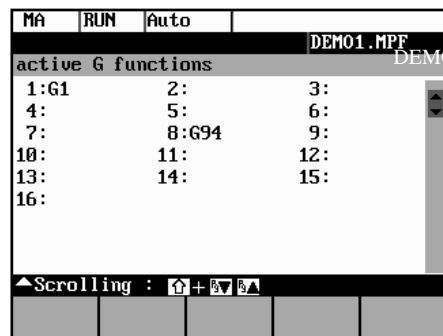 MA RUN Auto
DEMO1.MPF
DEMO
active G functions
1:G1 2: 3:
4: 5: 6:
7: 8:G94 9:
10: 11: 12:
13: 14: 15:
16:
Scrolling : +